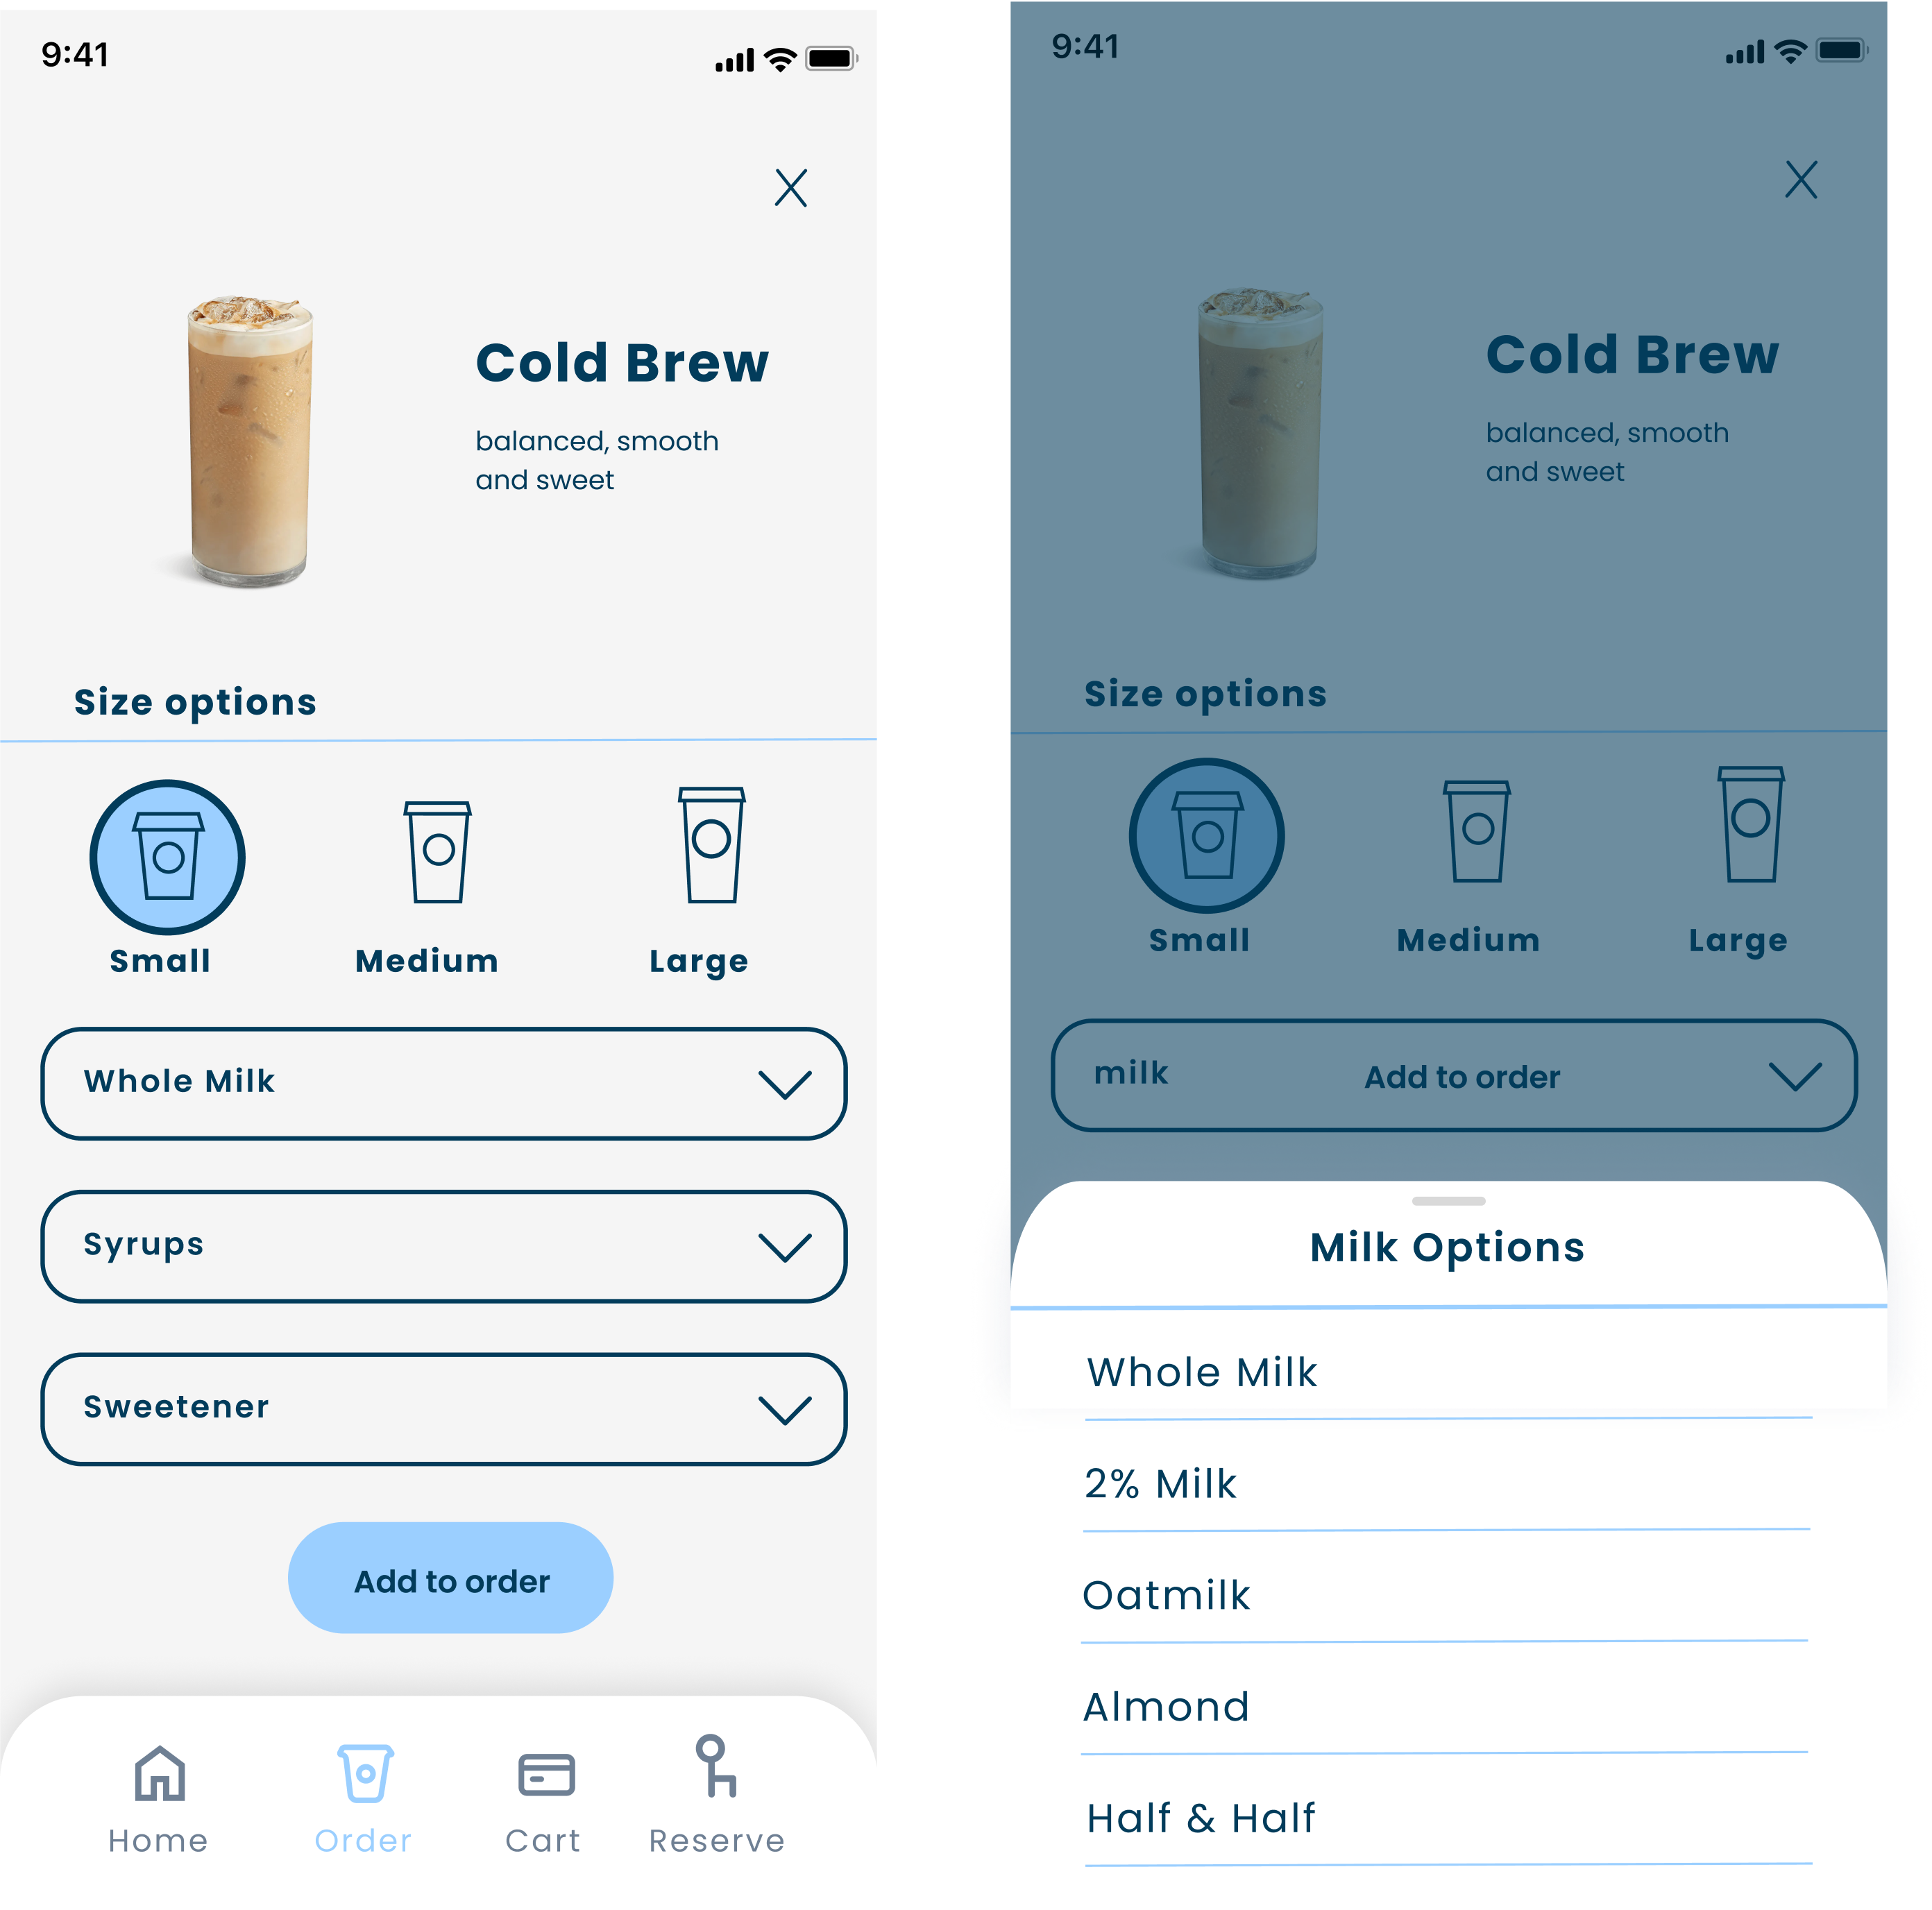 9:41
Cold Brew
balanced, smooth
and sweet
Size options
Small Medium Large
Whole Milk
Syrups
Sweetener
Add to order
Home Order Cart Reserve
9:41
Cold Brew
balanced, smooth
and sweet
Size options
Small Medium Large
milk Add to order
Milk Options
Whole Milk
2% Milk
Oatmilk
Almond
Half & Half